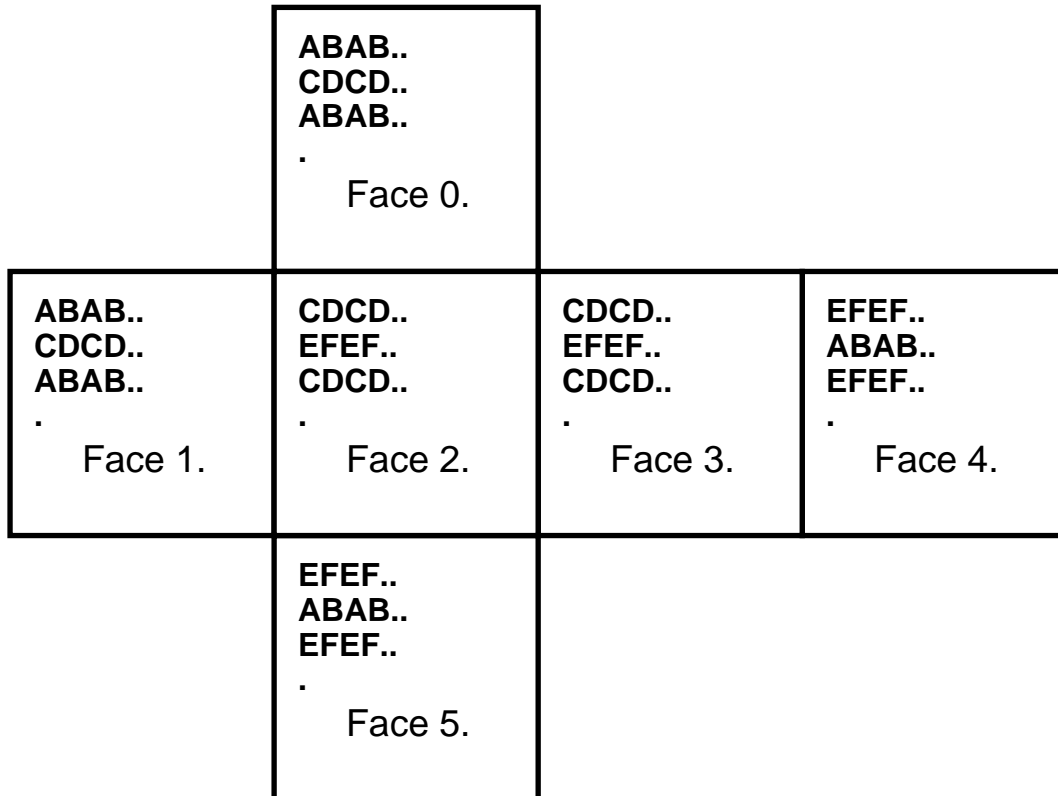 ABAB..
CDCD..
ABAB..
.
Face 0.
ABAB..
CDCD..
ABAB..
.
Face 1.
CDCD..
EFEF..
CDCD..
.
Face 2.
CDCD..
EFEF..
CDCD..
.
Face 3.
EFEF..
ABAB..
EFEF..
.
Face 4.
EFEF..
ABAB..
EFEF..
.
Face 5.